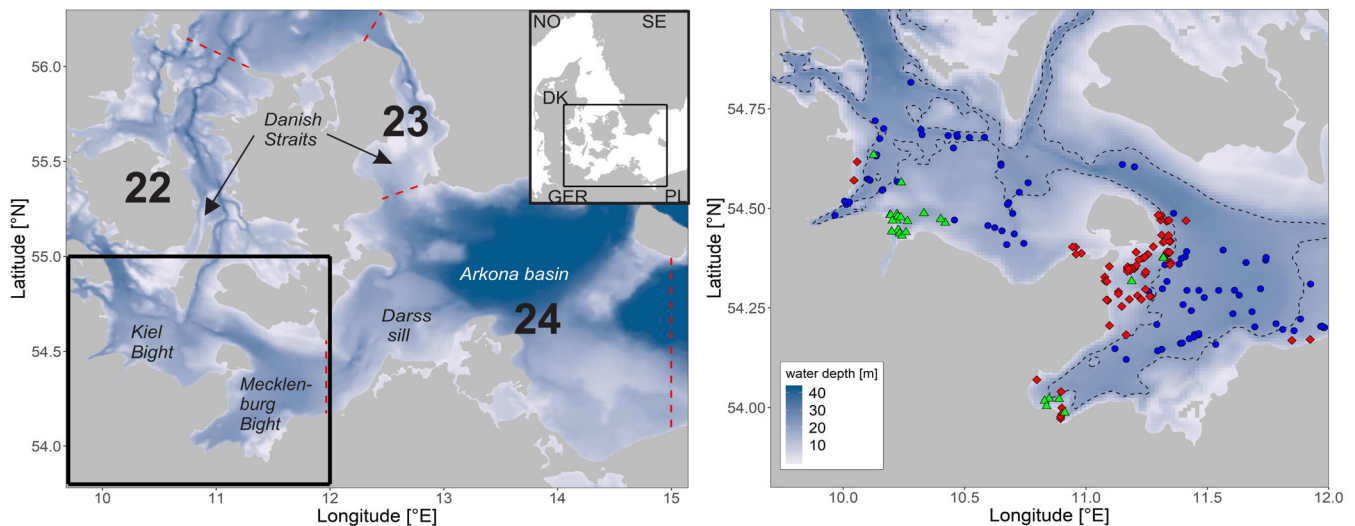 NO
SE
DK
GER
PL
56.0
55.5
55.0
54.5
54.0
Latitude [°N]
22
23
24
Danish
Straits
Arkona basin
Darss
sill
Kiel
Bight
Mecklen-
burg
Bight
10
11
12
13
14
15
Longitude [°E]
54.75
54.50
54.25
54.00
Latitude [°N]
water depth [m]
40
30
20
10
10.0
10.5
11.0
11.5
12.0
Longitude [°E]